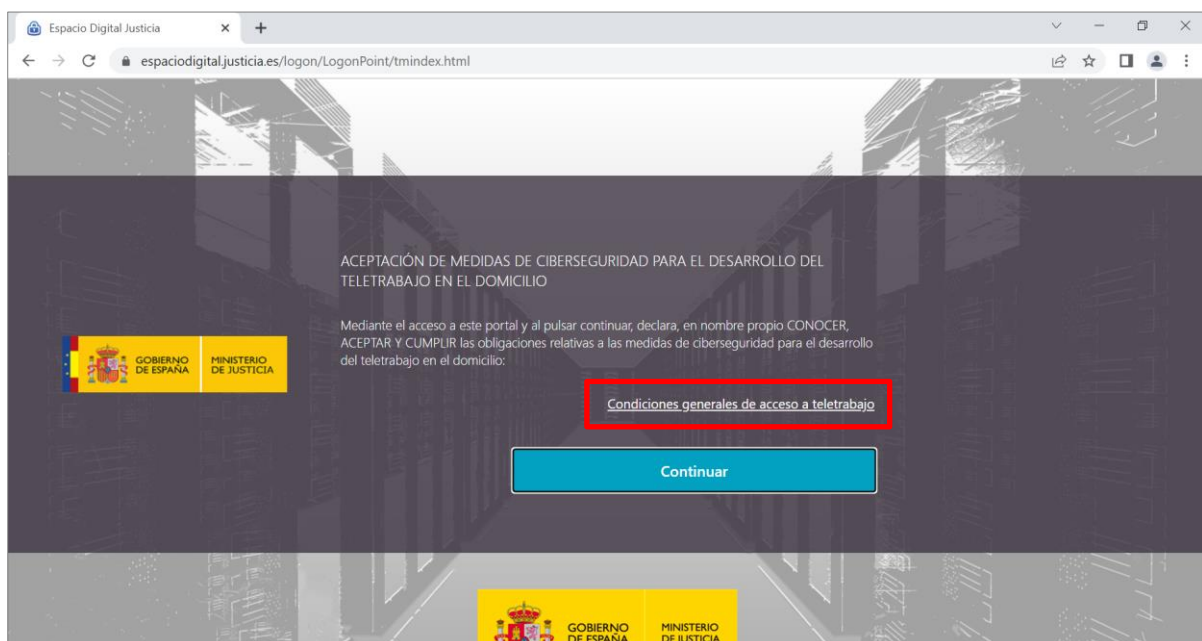 Espacio Digital Justicia
espaciodigital.justicia.es/logon/LogonPoint/tmindex.html
ACEPTACIÓN DE MEDIDAS DE CIBERSEGURIDAD PARA EL DESARROLLO DEL
TELETRABAJO EN EL DOMICILIO
Mediante el acceso a este portal y al pulsar continuar, declara, en nombre propio CONOCER,
ACEPTAR Y CUMPLIR las obligaciones relativas a las medidas de ciberseguridad para el desarrollo
del teletrabajo en el domicilio:
GOBIERNO
DE ESPAÑA
MINISTERIO
DE JUSTICIA
Condiciones generales de acceso a teletrabajo
Continuar
GOBIERNO
DE ESPAÑA
MINISTERIO
DE JUSTICIA